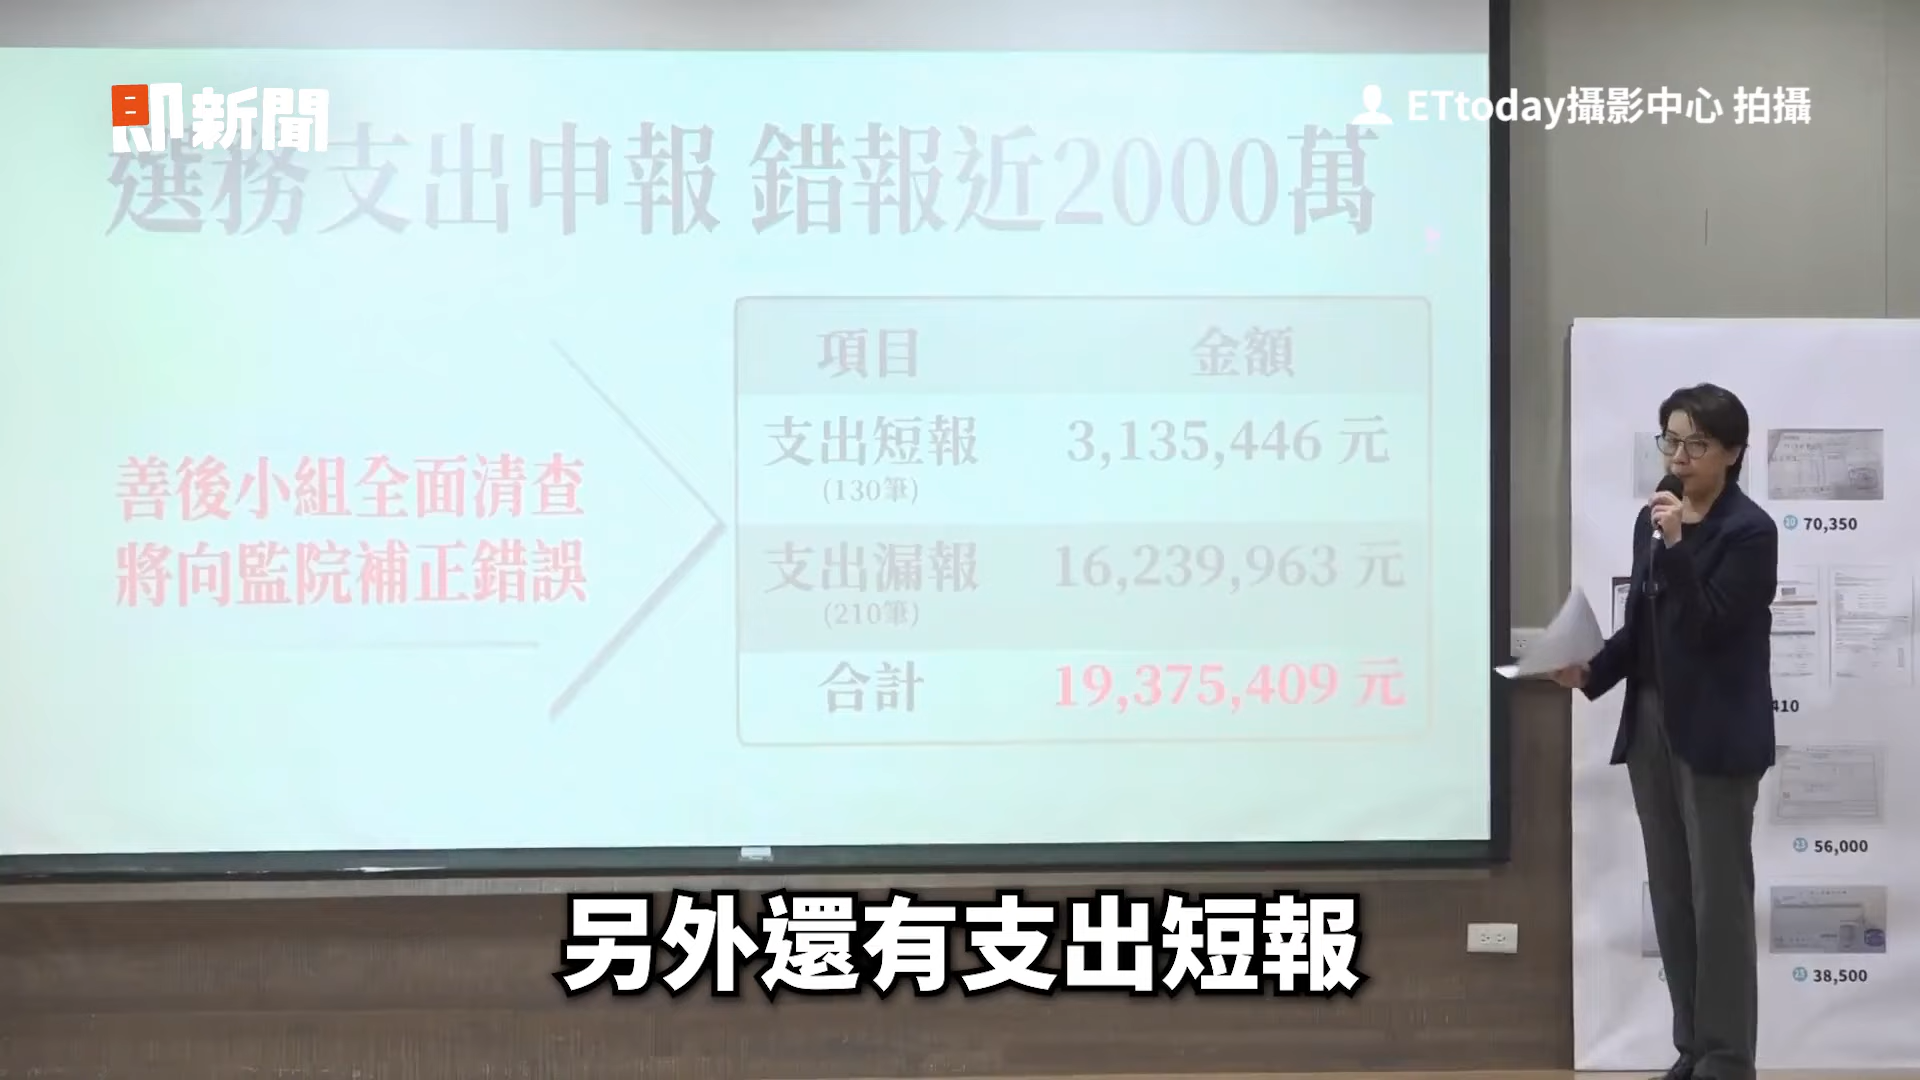 即新聞
ETtoday攝影中心 拍攝
選務支出申報 錯報近2000萬
善後小組全面清查
將向監院補正錯誤
項目 金額
支出短報 3,135,446 元
(130筆)
支出漏報 16,239,963 元
(210筆)
合計 19,375,409 元
70,350
410
56,000
38,500
另外還有支出短報